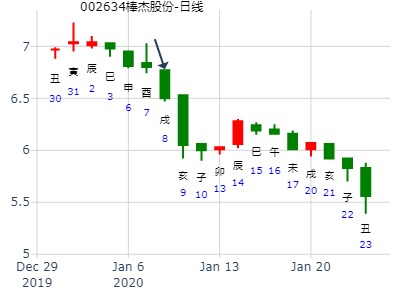 002634棒杰股份-日线
7
6.5
6
5.5
5
丑
30
寅
31
辰
2
巳
3
申
6
酉
7
戌
8
亥
9
子
10
卯
13
辰
14
巳
15
午
16
未
17
戌
20
亥
21
子
22
丑
23
Dec 29
2019
Jan 6
2020
Jan 13
Jan 20